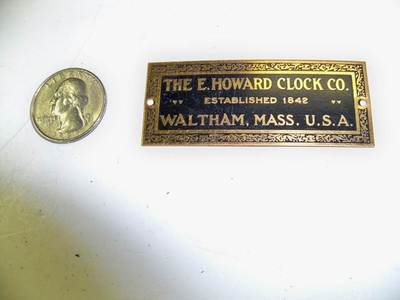 THE E. HOWARD CLOCK CO.
ESTABLISHED 1842
WALTHAM, MASS. U.S.A.